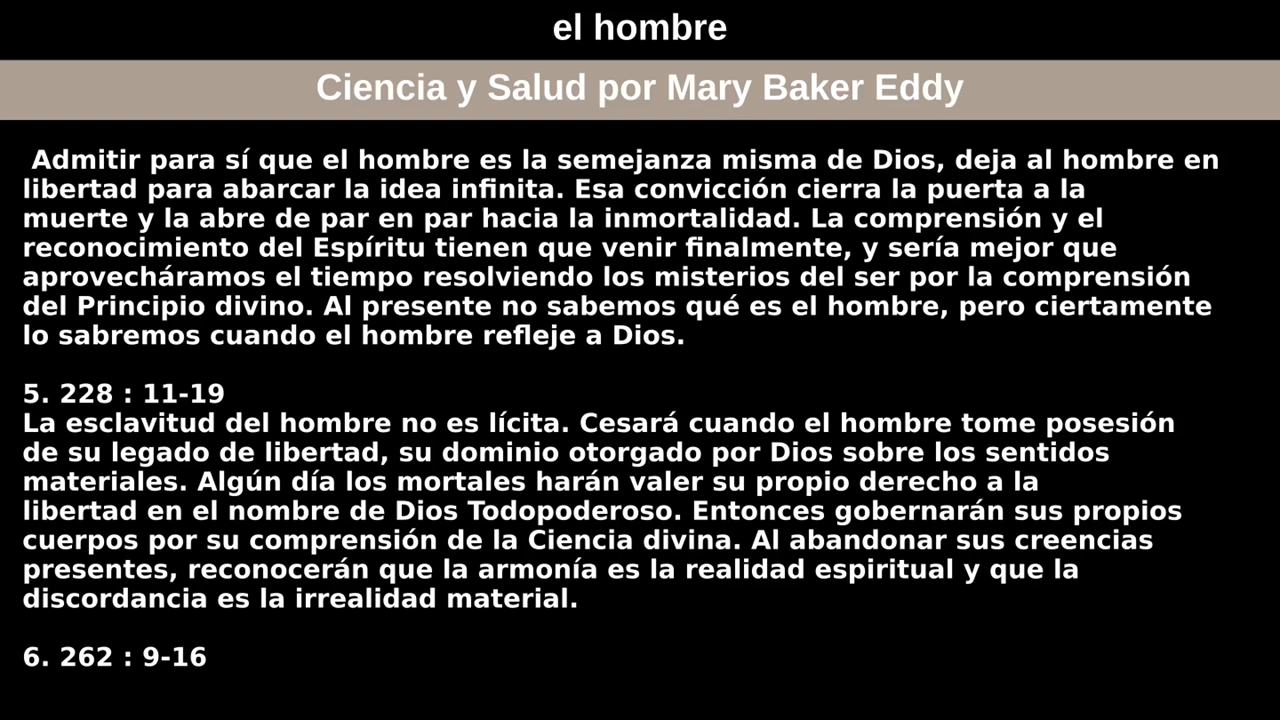 el hombre
Ciencia y Salud por Mary Baker Eddy
Admitir para sí que el hombre es la semejanza misma de Dios, deja al hombre en
libertad para abarcar la idea infinita. Esa convicción cierra la puerta a la
muerte y la abre de par en par hacia la inmortalidad. La comprensión y el
reconocimiento del Espíritu tienen que venir finalmente, y sería mejor que
aprovecháramos el tiempo resolviendo los misterios del ser por la comprensión
del Principio divino. Al presente no sabemos qué es el hombre, pero ciertamente
lo sabremos cuando el hombre refleje a Dios.
5. 228 : 11-19
La esclavitud del hombre no es lícita. Cesará cuando el hombre tome posesión
de su legado de libertad, su dominio otorgado por Dios sobre los sentidos
materiales. Algún día los mortales harán valer su propio derecho a la
libertad en el nombre de Dios Todopoderoso. Entonces gobernarán sus propios
cuerpos por su comprensión de la Ciencia divina. Al abandonar sus creencias
presentes, reconocerán que la armonía es la realidad espiritual y que la
discordancia es la irrealidad material.
6. 262 : 9-16